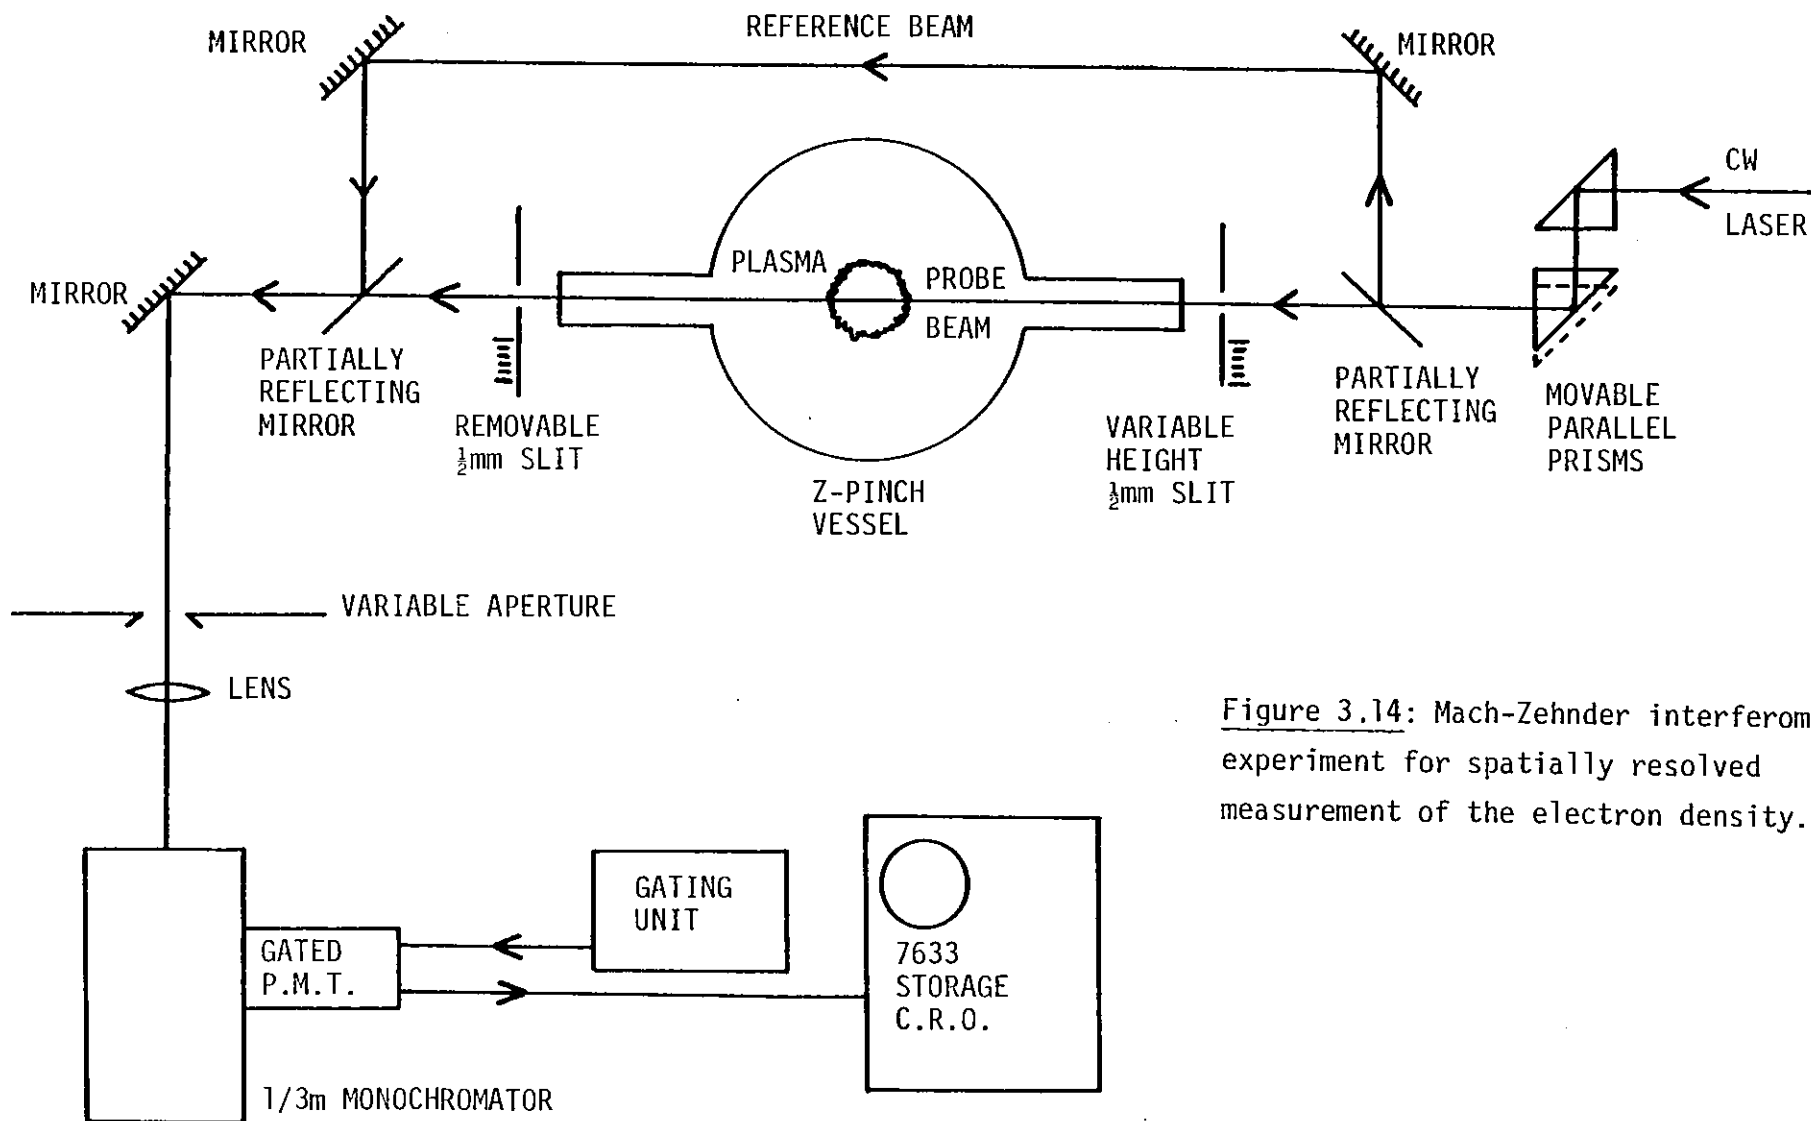 REFERENCE BEAM
MIRROR
MIRROR
CW
LASER
PLASMA
PROBE
BEAM
MIRROR
PARTIALLY
REFLECTING
MIRROR
REMOVABLE
½mm SLIT
Z-PINCH
VESSEL
VARIABLE
HEIGHT
½mm SLIT
PARTIALLY
REFLECTING
MIRROR
MOVABLE
PARALLEL
PRISMS
VARIABLE APERTURE
LENS
Figure 3.14: Mach-Zehnder interferom
experiment for spatially resolved
measurement of the electron density.
GATING
UNIT
GATED
P.M.T.
7633
STORAGE
C.R.O.
1/3m MONOCHROMATOR